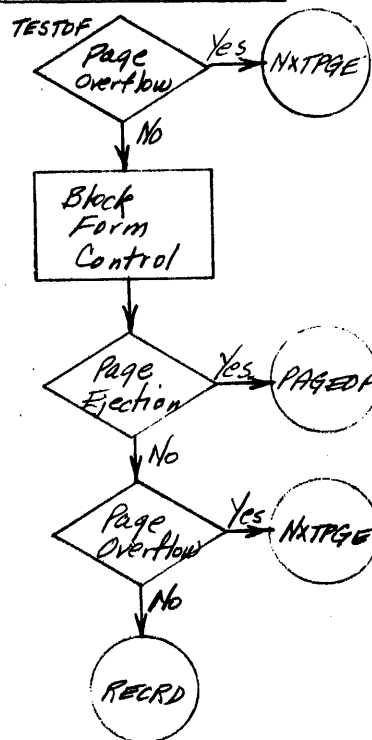 TESTOF
Page
Overflow
Yes
NXTPGE
No
Block
Form
Control
Page
Ejection
Yes
PAGEOF
No
Page
Overflow
Yes
NXTPGE
No
RECRD